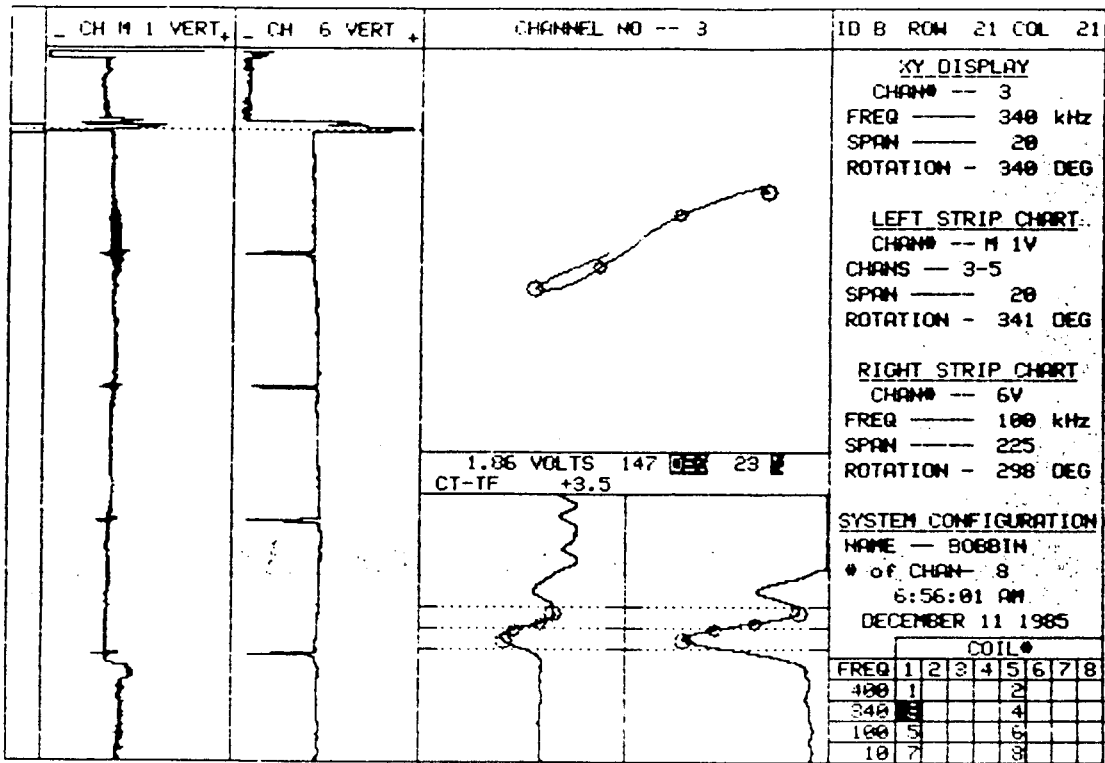 _ CH M 1 VERT +
_ CH 6 VERT +
CHANNEL NO -- 3
ID B ROW 21 COL 21
XY DISPLAY
CHAN# -- 3
FREQ —— 340 kHz
SPAN —— 20
ROTATION - 340 DEG
LEFT STRIP CHART
CHAN# -- M 1V
CHANS — 3-5
SPAN —— 20
ROTATION - 341 DEG
RIGHT STRIP CHART
CHAN# -- 6V
FREQ —— 100 kHz
SPAN —— 225
ROTATION - 298 DEG
1.86 VOLTS 147 DEG 23
CT-TF +3.5
SYSTEM CONFIGURATION
NAME — BOBBIN
# of CHAN— 8
6:56:01 AM
DECEMBER 11 1985
COIL#
FREQ 1 2 3 4 5 6 7 8
400 1 2
340 3 4
100 5 6
10 7 8